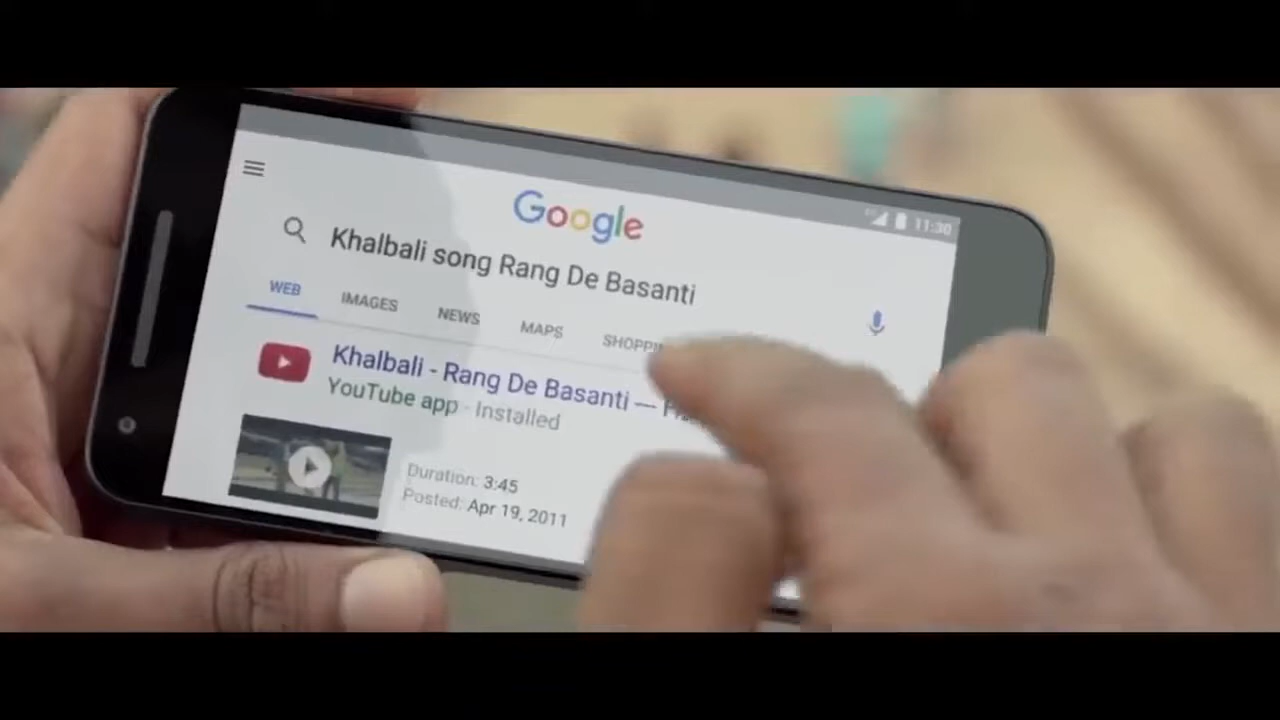 11:30
Google
Khalbali song Rang De Basanti
WEB IMAGES NEWS MAPS
Khalbali - Rang De Basanti —
YouTube app - Installed
Duration: 3:45
Posted: Apr 19, 2011